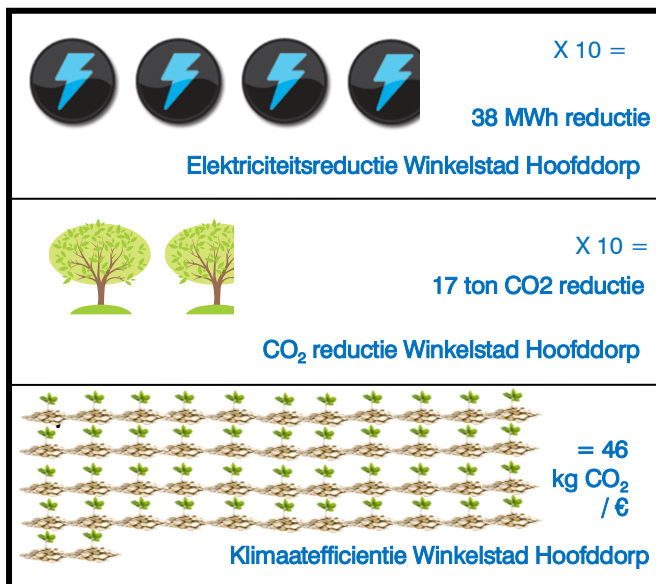 X 10 =
38 MWh reductie
Elektriciteitsreductie Winkelstad Hoofddorp
X 10 =
17 ton CO2 reductie
CO₂ reductie Winkelstad Hoofddorp
= 46
kg CO₂
/ €
Klimaatefficientie Winkelstad Hoofddorp